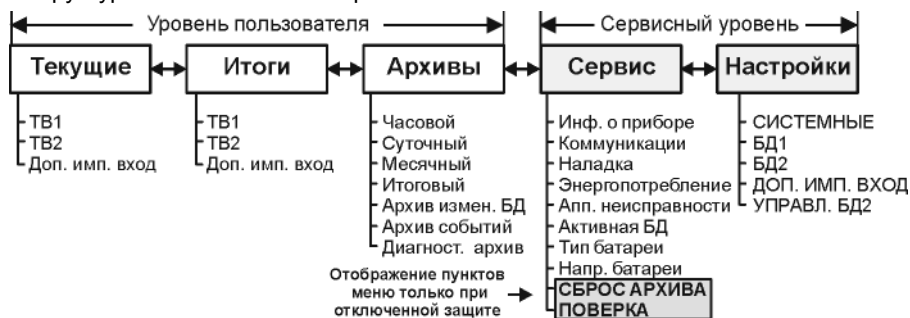 Уровень пользователя
Сервисный уровень
Текущие
Итоги
Архивы
Сервис
Настройки
ТВ1
ТВ2
Доп. имп. вход
ТВ1
ТВ2
Доп. имп. вход
Часовой
Суточный
Месячный
Итоговый
Архив измен. БД
Архив событий
Диагност. архив
Инф. о приборе
Коммуникации
Наладка
Энергопотребление
Апп. неисправности
Активная БД
Тип батареи
Напр. батареи
СБРОС АРХИВА
ПОВЕРКА
СИСТЕМНЫЕ
БД1
БД2
ДОП. ИМП. ВХОД
УПРАВЛ. БД2
Отображение пунктов
меню только при
отключенной защите